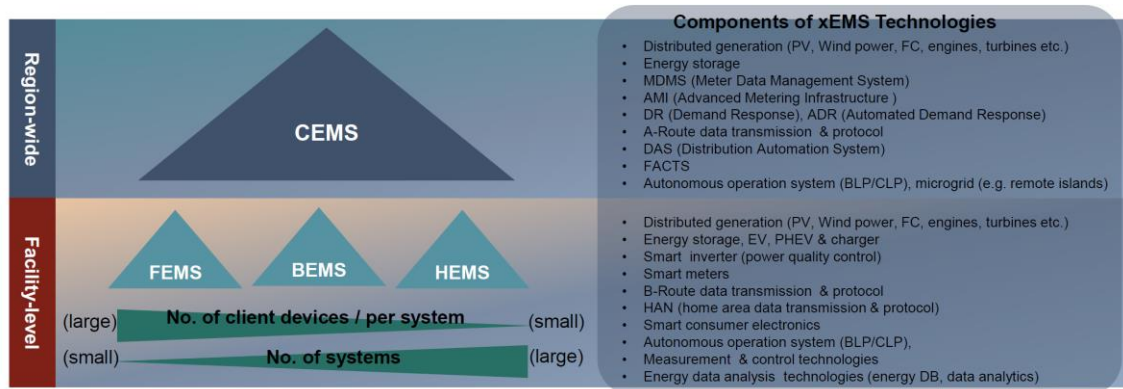 Region-wide
CEMS
Components of xEMS Technologies
• Distributed generation (PV, Wind power, FC, engines, turbines etc.)
• Energy storage
• MDMS (Meter Data Management System)
• AMI (Advanced Metering Infrastructure )
• DR (Demand Response), ADR (Automated Demand Response)
• A-Route data transmission & protocol
• DAS (Distribution Automation System)
• FACTS
• Autonomous operation system (BLP/CLP), microgrid (e.g. remote islands)
Facility-level
FEMS
BEMS
HEMS
(large)
No. of client devices / per system
(small)
(small)
No. of systems
(large)
• Distributed generation (PV, Wind power, FC, engines, turbines etc.)
• Energy storage, EV, PHEV & charger
• Smart inverter (power quality control)
• Smart meters
• B-Route data transmission & protocol
• HAN (home area data transmission & protocol)
• Smart consumer electronics
• Autonomous operation system (BLP/CLP),
• Measurement & control technologies
• Energy data analysis technologies (energy DB, data analytics)